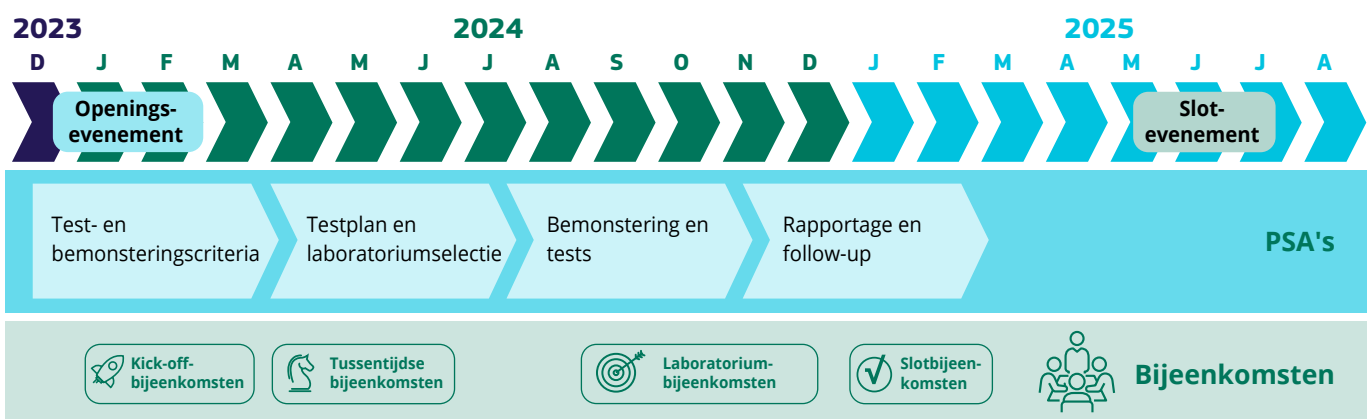 2023 2024 2025
D J F M A M J J A S O N D J F M A M J J A
Openings-
evenement
Slot-
evenement
Test- en
bemonsteringscriteria
Testplan en
laboratoriumselectie
Bemonstering en
tests
Rapportage en
follow-up
PSA's
Kick-off-
bijeenkomsten
Tussentijdse
bijeenkomsten
Laboratorium-
bijeenkomsten
Slotbijeen-
komsten
Bijeenkomsten